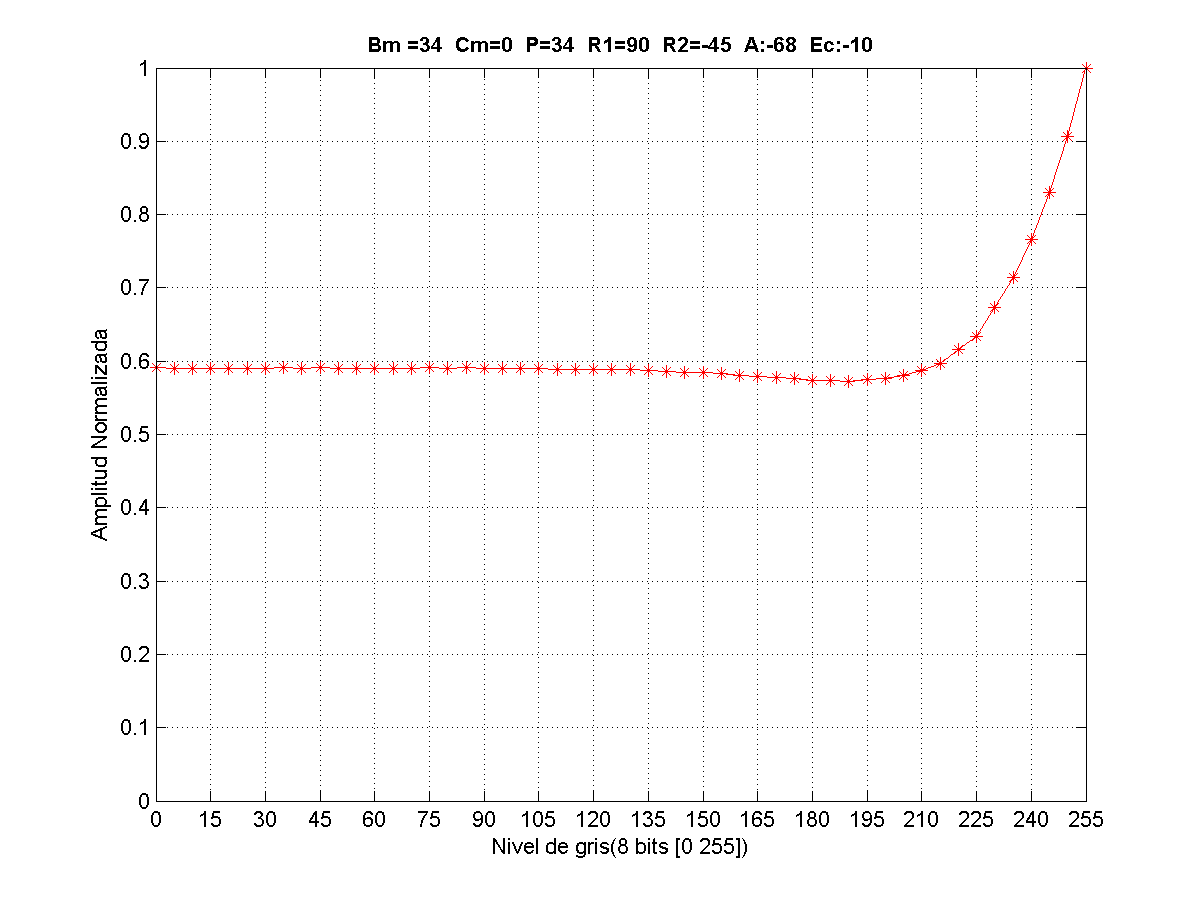 Bm =34 Cm=0 P=34 R1=90 R2=-45 A:-68 Ec:-10
1
0.9
0.8
0.7
0.6
0.5
0.4
0.3
0.2
0.1
0
Amplitud Normalizada
0 15 30 45 60 75 90 105 120 135 150 165 180 195 210 225 240 255
Nivel de gris(8 bits [0 255])